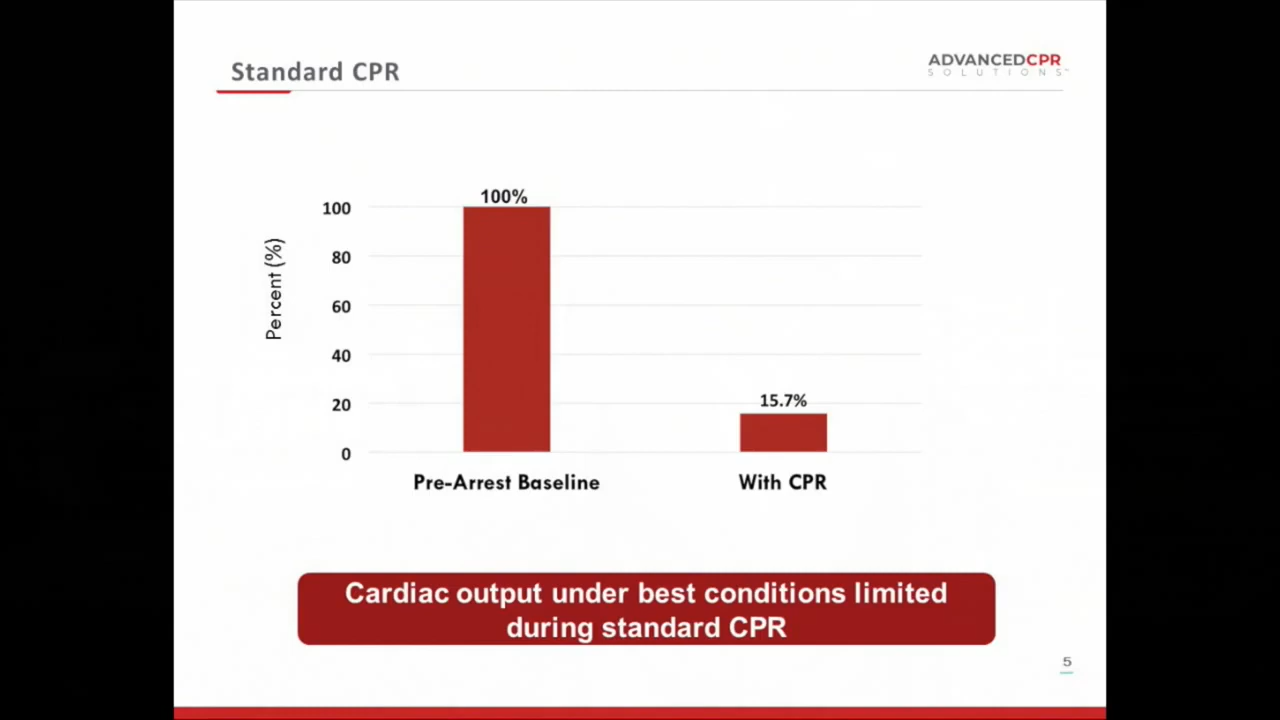 Standard CPR
ADVANCEDCPR
SOLUTIONS™
100%
100
80
Percent (%)
60
40
15.7%
20
0
Pre-Arrest Baseline
With CPR
Cardiac output under best conditions limited
during standard CPR
5